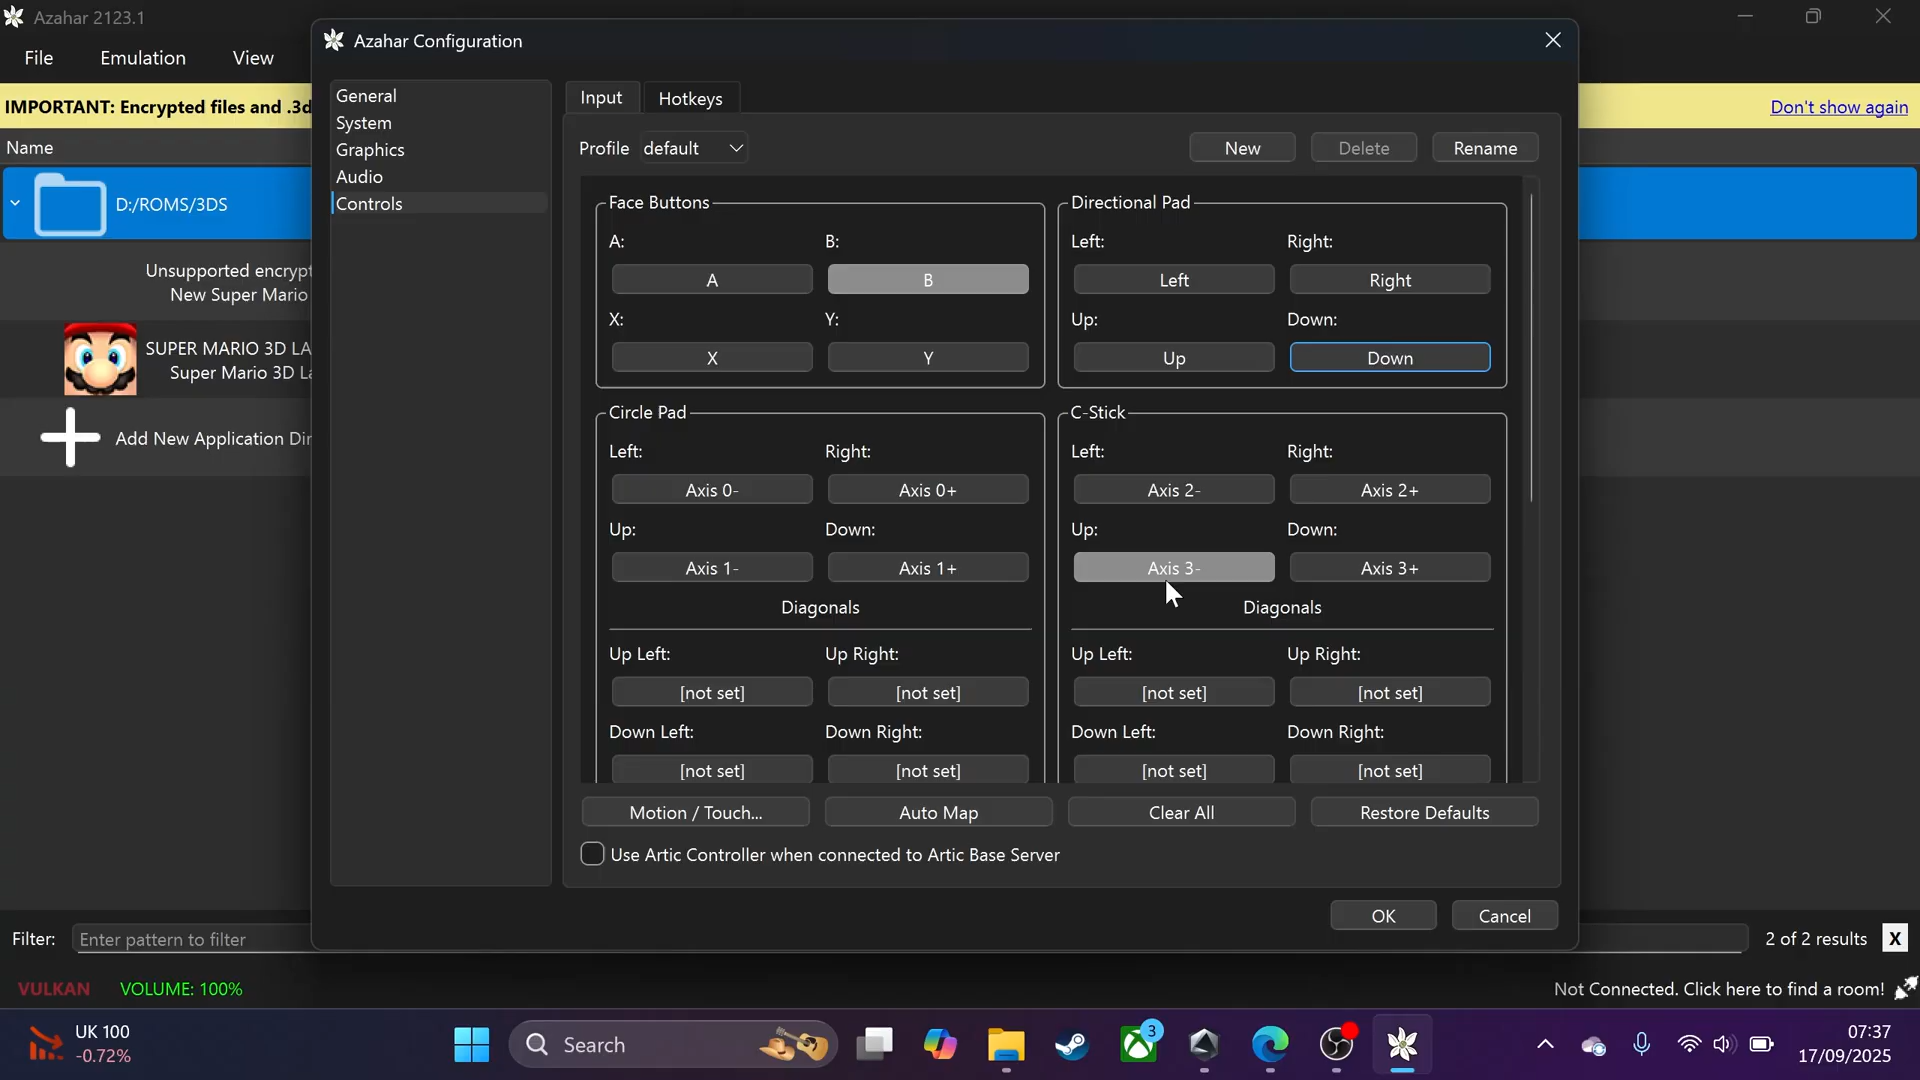 Azahar 2123.1
File Emulation View
IMPORTANT: Encrypted files and .3d
Don't show again
Name
D:/ROMS/3DS
Unsupported encrypt
New Super Mario
SUPER MARIO 3D LA
Super Mario 3D La
Add New Application Dir
Azahar Configuration
General
System
Graphics
Audio
Controls
Input Hotkeys
Profile default New Delete Rename
Face Buttons
A: B:
A B
X: Y:
X Y
Directional Pad
Left: Right:
Left Right
Up: Down:
Up Down
Circle Pad
Left: Right:
Axis 0- Axis 0+
Up: Down:
Axis 1- Axis 1+
Diagonals
Up Left: Up Right:
[not set] [not set]
Down Left: Down Right:
[not set] [not set]
C-Stick
Left: Right:
Axis 2- Axis 2+
Up: Down:
Axis 3- Axis 3+
Diagonals
Up Left: Up Right:
[not set] [not set]
Down Left: Down Right:
[not set] [not set]
Motion / Touch... Auto Map Clear All Restore Defaults
Use Artic Controller when connected to Artic Base Server
OK Cancel
Filter: Enter pattern to filter 2 of 2 results X
VULKAN VOLUME: 100% Not Connected. Click here to find a room!
UK 100
-0.72%
Search
3
07:37
17/09/2025